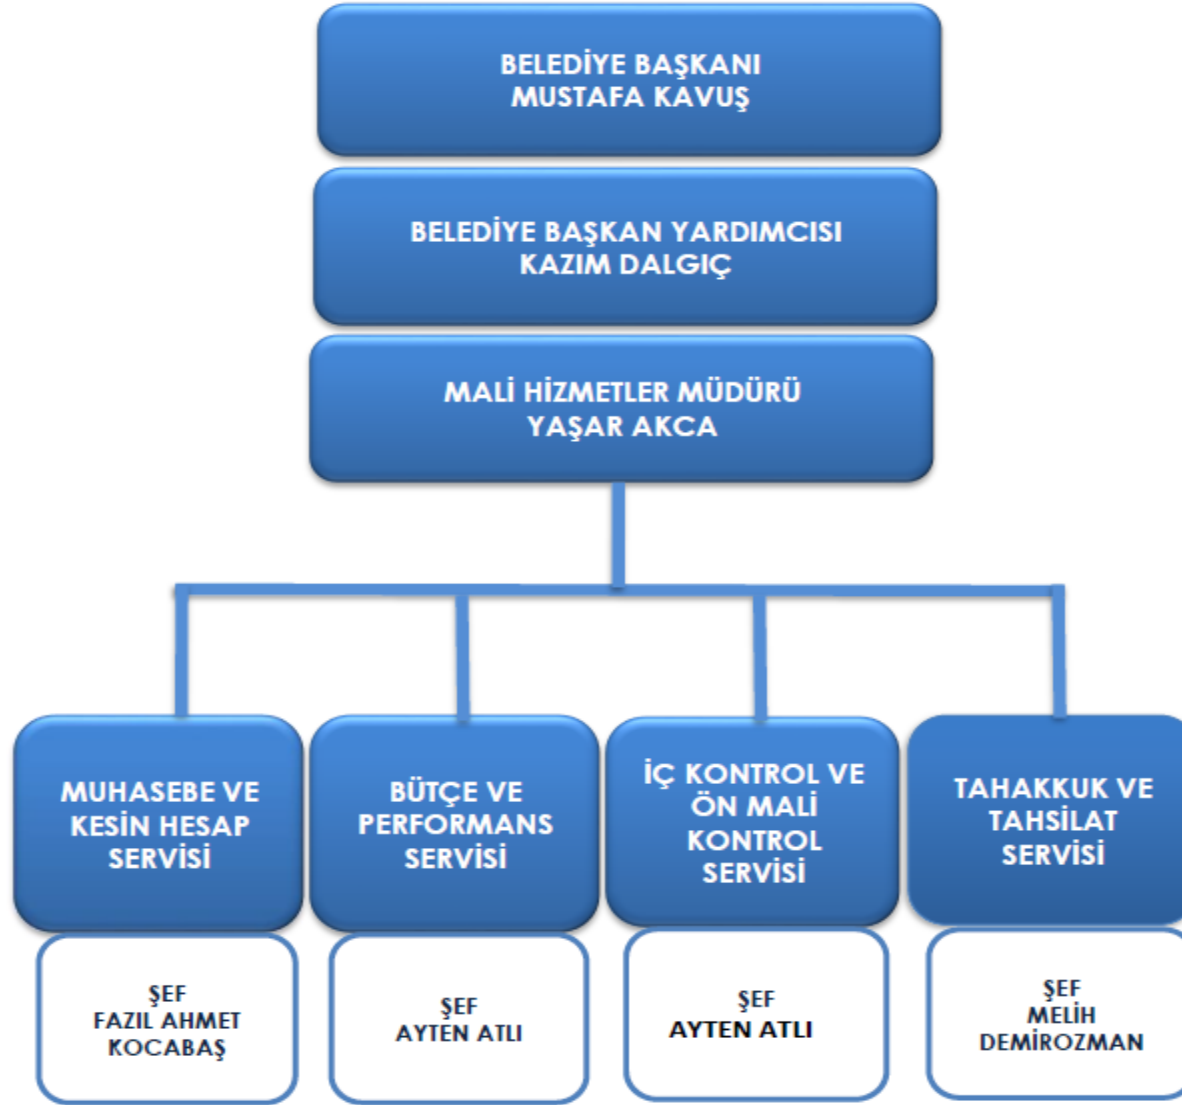 BELEDİYE BAŞKANI
MUSTAFA KAVUŞ
BELEDİYE BAŞKAN YARDIMCISI
KAZIM DALGIÇ
MALİ HİZMETLER MÜDÜRÜ
YAŞAR AKCA
MUHASEBE VE
KESİN HESAP
SERVİSİ
BÜTÇE VE
PERFORMANS
SERVİSİ
İÇ KONTROL VE
ÖN MALİ
KONTROL
SERVİSİ
TAHAKKUK VE
TAHSİLAT
SERVİSİ
ŞEF
FAZIL AHMET
KOCABAŞ
ŞEF
AYTEN ATLI
ŞEF
AYTEN ATLI
ŞEF
MELİH
DEMİROZMAN